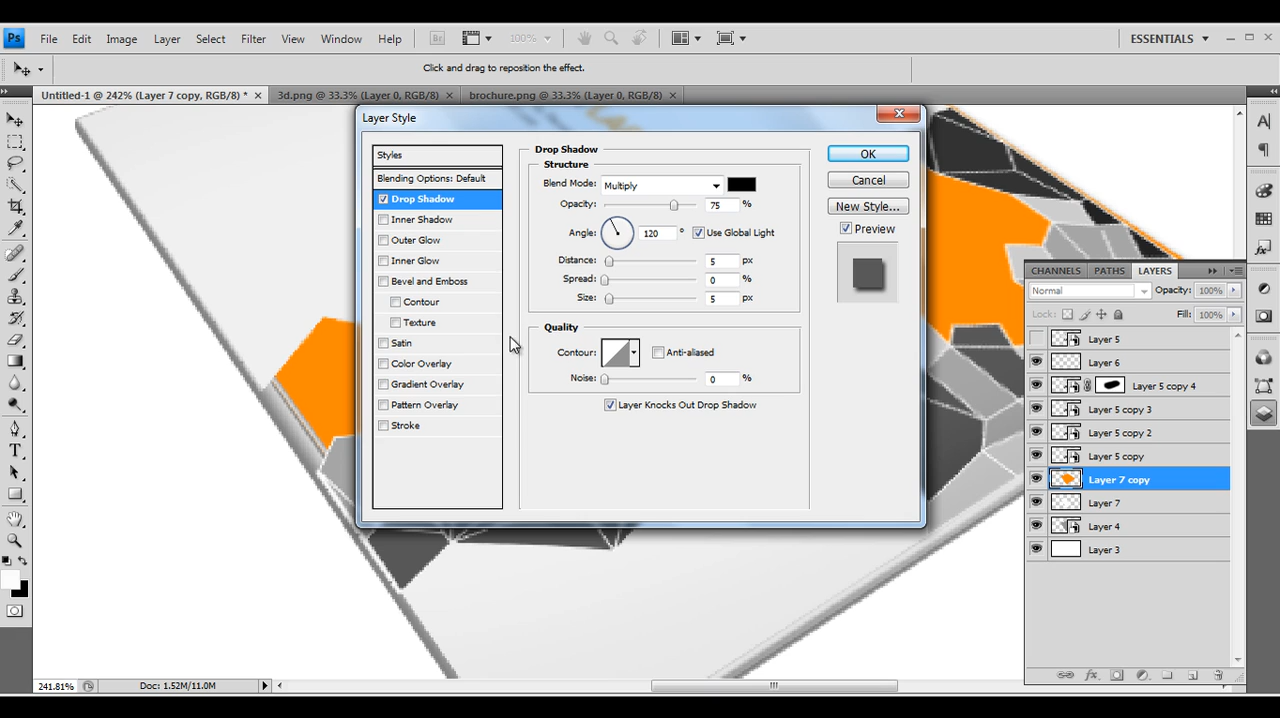 Ps File Edit Image Layer Select Filter View Window Help Br 100% ESSENTIALS
Click and drag to reposition the effect.
Untitled-1 @ 242% (Layer 7 copy, RGB/8) * × 3d.png @ 33.3% (Layer 0, RGB/8) × brochure.png @ 33.3% (Layer 0, RGB/8) ×
Layer Style
Styles
Blending Options: Default
Drop Shadow
Inner Shadow
Outer Glow
Inner Glow
Bevel and Emboss
Contour
Texture
Satin
Color Overlay
Gradient Overlay
Pattern Overlay
Stroke
Drop Shadow
Structure
Blend Mode: Multiply
Opacity: 75 %
Angle: 120 ° Use Global Light
Distance: 5 px
Spread: 0 %
Size: 5 px
Quality
Contour: Anti-aliased
Noise: 0 %
Layer Knocks Out Drop Shadow
OK
Cancel
New Style...
Preview
CHANNELS PATHS LAYERS
Normal Opacity: 100%
Lock: Fill: 100%
Layer 5
Layer 6
Layer 5 copy 4
Layer 5 copy 3
Layer 5 copy 2
Layer 5 copy
Layer 7 copy
Layer 7
Layer 4
Layer 3
241.81% Doc: 1.52M/11.0M